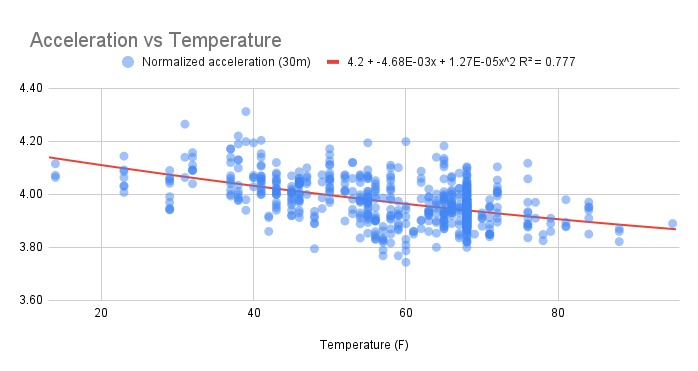 Acceleration vs Temperature
Normalized acceleration (30m) 4.2 + -4.68E-03x + 1.27E-05x^2 R² = 0.777
4.40
4.20
4.00
3.80
3.60
20 40 60 80
Temperature (F)